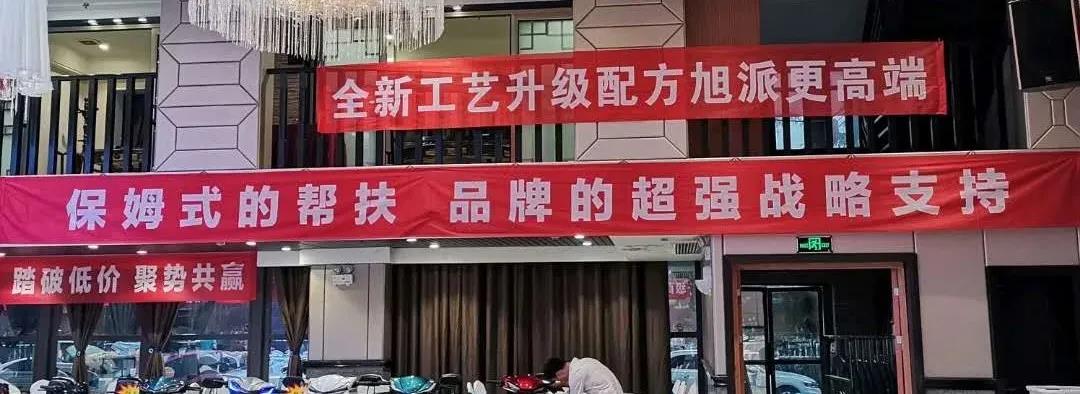 全新工艺升级配方旭派更高端
保姆式的帮扶 品牌的超强战略支持
踏破低价 聚势共赢